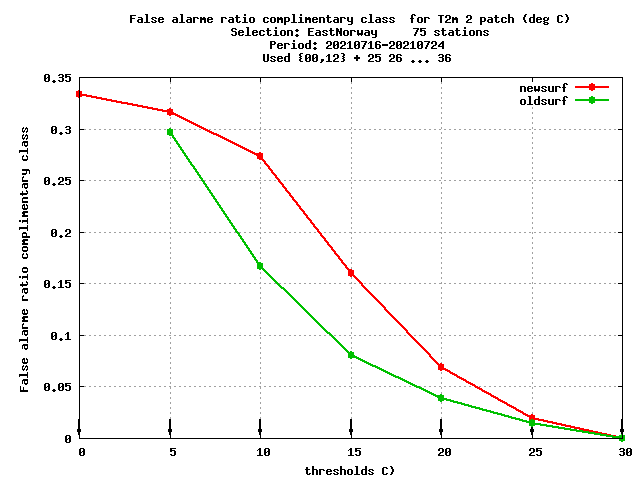 False alarme ratio complimentary class  for T2m 2 patch (deg C)
Selection: EastNorway     75 stations
Period: 20210716-20210724
Used {00,12} + 25 26 ... 36
newsurf
oldsurf
False alarme ratio complimentary class
0.35
0.3
0.25
0.2
0.15
0.1
0.05
0
0 5 10 15 20 25 30
thresholds C)